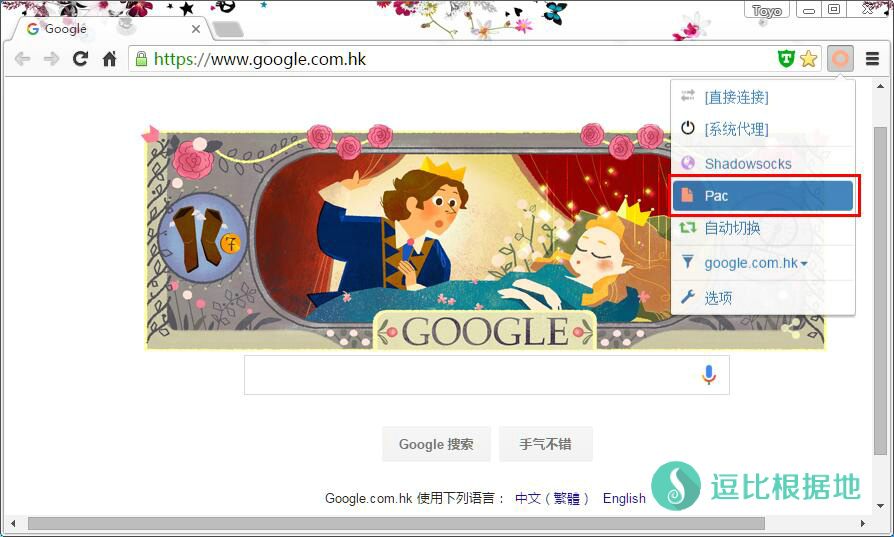 Toyo
Google
https://www.google.com.hk
[直接连接]
[系统代理]
Shadowsocks
Pac
自动切换
google.com.hk
选项
GOOGLE
Google 搜索
手气不错
Google.com.hk 使用下列语言： 中文（繁體） English
逗比根据地